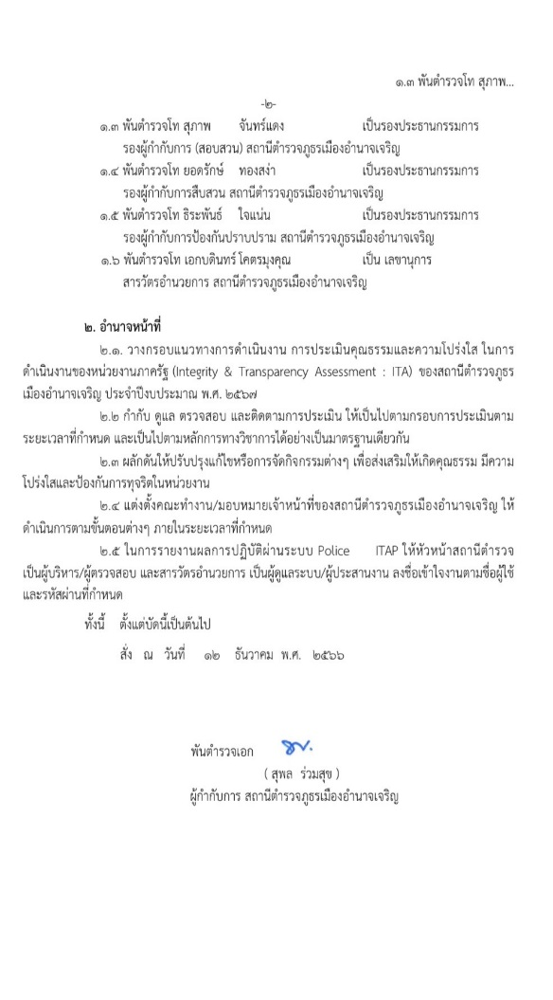 ๑.๓ พันตำรวจโท สุภาพ...
-๒-
๑.๓ พันตำรวจโท สุภาพ จันทร์แดง เป็นรองประธานกรรมการ
รองผู้กำกับการ (สอบสวน) สถานีตำรวจภูธรเมืองอำนาจเจริญ
๑.๔ พันตำรวจโท ยอดรักษ์ ทองสง่า เป็นรองประธานกรรมการ
รองผู้กำกับการสืบสวน สถานีตำรวจภูธรเมืองอำนาจเจริญ
๑.๕ พันตำรวจโท ธิระพันธ์ ใจแน่น เป็นรองประธานกรรมการ
รองผู้กำกับการป้องกันปราบปราม สถานีตำรวจภูธรเมืองอำนาจเจริญ
๑.๖ พันตำรวจโท เอกบดินทร์ โคตรมุงคุณ เป็น เลขานุการ
สารวัตรอำนวยการ สถานีตำรวจภูธรเมืองอำนาจเจริญ
๒. อำนาจหน้าที่
๒.๑. วางกรอบแนวทางการดำเนินงาน การประเมินคุณธรรมและความโปร่งใส ในการ
ดำเนินงานของหน่วยงานภาครัฐ (Integrity & Transparency Assessment : ITA) ของสถานีตำรวจภูธร
เมืองอำนาจเจริญ ประจำปีงบประมาณ พ.ศ. ๒๕๖๗
๒.๒ กำกับ ดูแล ตรวจสอบ และติดตามการประเมิน ให้เป็นไปตามกรอบการประเมินตาม
ระยะเวลาที่กำหนด และเป็นไปตามหลักการทางวิชาการได้อย่างเป็นมาตรฐานเดียวกัน
๒.๓ ผลักดันให้ปรับปรุงแก้ไขหรือการจัดกิจกรรมต่างๆ เพื่อส่งเสริมให้เกิดคุณธรรม มีความ
โปร่งใสและป้องกันการทุจริตในหน่วยงาน
๒.๔ แต่งตั้งคณะทำงาน/มอบหมายเจ้าหน้าที่ของสถานีตำรวจภูธรเมืองอำนาจเจริญ ให้
ดำเนินการตามขั้นตอนต่างๆ ภายในระยะเวลาที่กำหนด
๒.๕ ในการรายงานผลการปฏิบัติผ่านระบบ Police ITAP ให้หัวหน้าสถานีตำรวจ
เป็นผู้บริหาร/ผู้ตรวจสอบ และสารวัตรอำนวยการ เป็นผู้ดูแลระบบ/ผู้ประสานงาน ลงชื่อเข้าใจงานตามชื่อผู้ใช้
และรหัสผ่านที่กำหนด
ทั้งนี้ ตั้งแต่บัดนี้เป็นต้นไป
สั่ง ณ วันที่ ๑๒ ธันวาคม พ.ศ. ๒๕๖๖
พันตำรวจเอก
( สุพล ร่วมสุข )
ผู้กำกับการ สถานีตำรวจภูธรเมืองอำนาจเจริญ